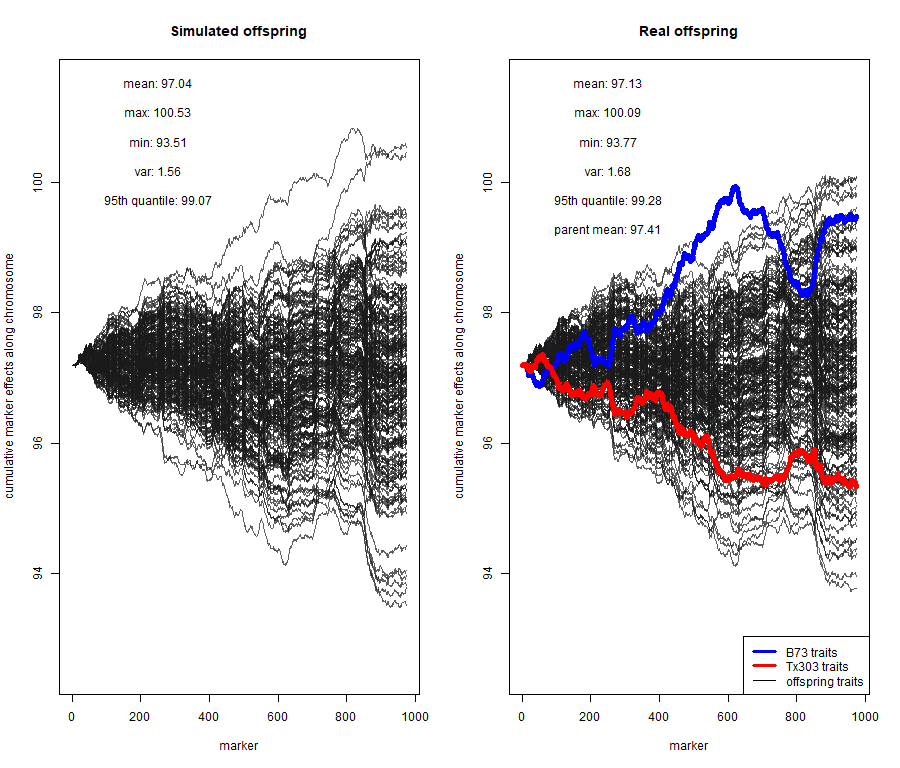 Simulated offspring
mean: 97.04
max: 100.53
min: 93.51
var: 1.56
95th quantile: 99.07
cumulative marker effects along chromosome
100
98
96
94
0
200
400
600
800
1000
marker
Real offspring
mean: 97.13
max: 100.09
min: 93.77
var: 1.68
95th quantile: 99.28
parent mean: 97.41
cumulative marker effects along chromosome
100
98
96
94
B73 traits
Tx303 traits
offspring traits
0
200
400
600
800
1000
marker